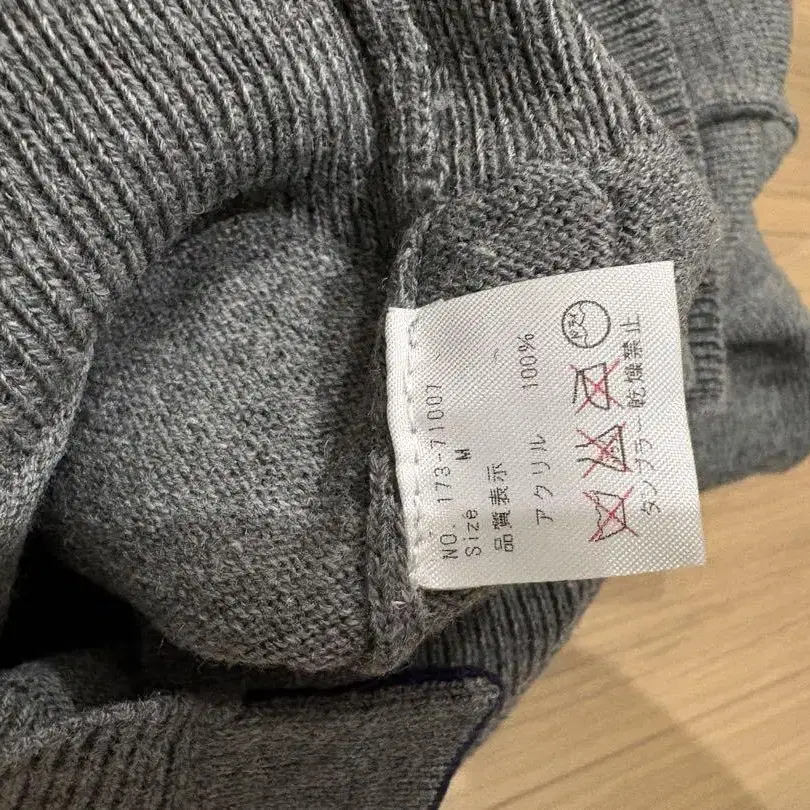 NO. 173-71007
Size M
品質表示
アクリル 100%
タンブラー乾燥禁止